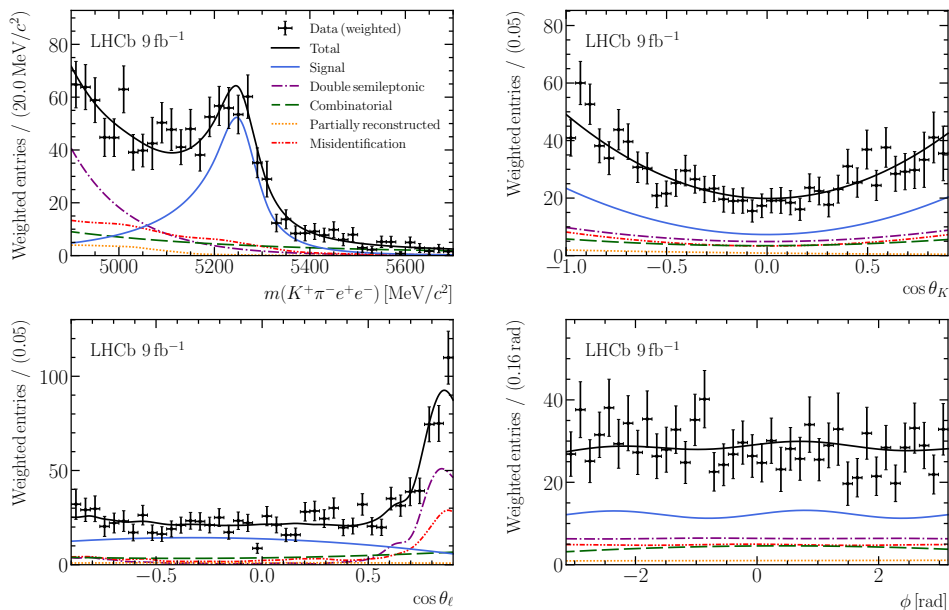 LHCb 9 fb⁻¹
Data (weighted)
Total
Signal
Double semileptonic
Combinatorial
Partially reconstructed
Misidentification
Weighted entries / (20.0 MeV/c²)
80
60
40
20
0
5000
5200
5400
5600
m(K⁺π⁻e⁺e⁻) [MeV/c²]
LHCb 9 fb⁻¹
Weighted entries / (0.05)
80
60
40
20
0
−1.0
−0.5
0.0
0.5
cos θ_K
LHCb 9 fb⁻¹
Weighted entries / (0.05)
100
50
0
−0.5
0.0
0.5
cos θ_ℓ
LHCb 9 fb⁻¹
Weighted entries / (0.16 rad)
40
20
0
−2
0
2
ϕ [rad]